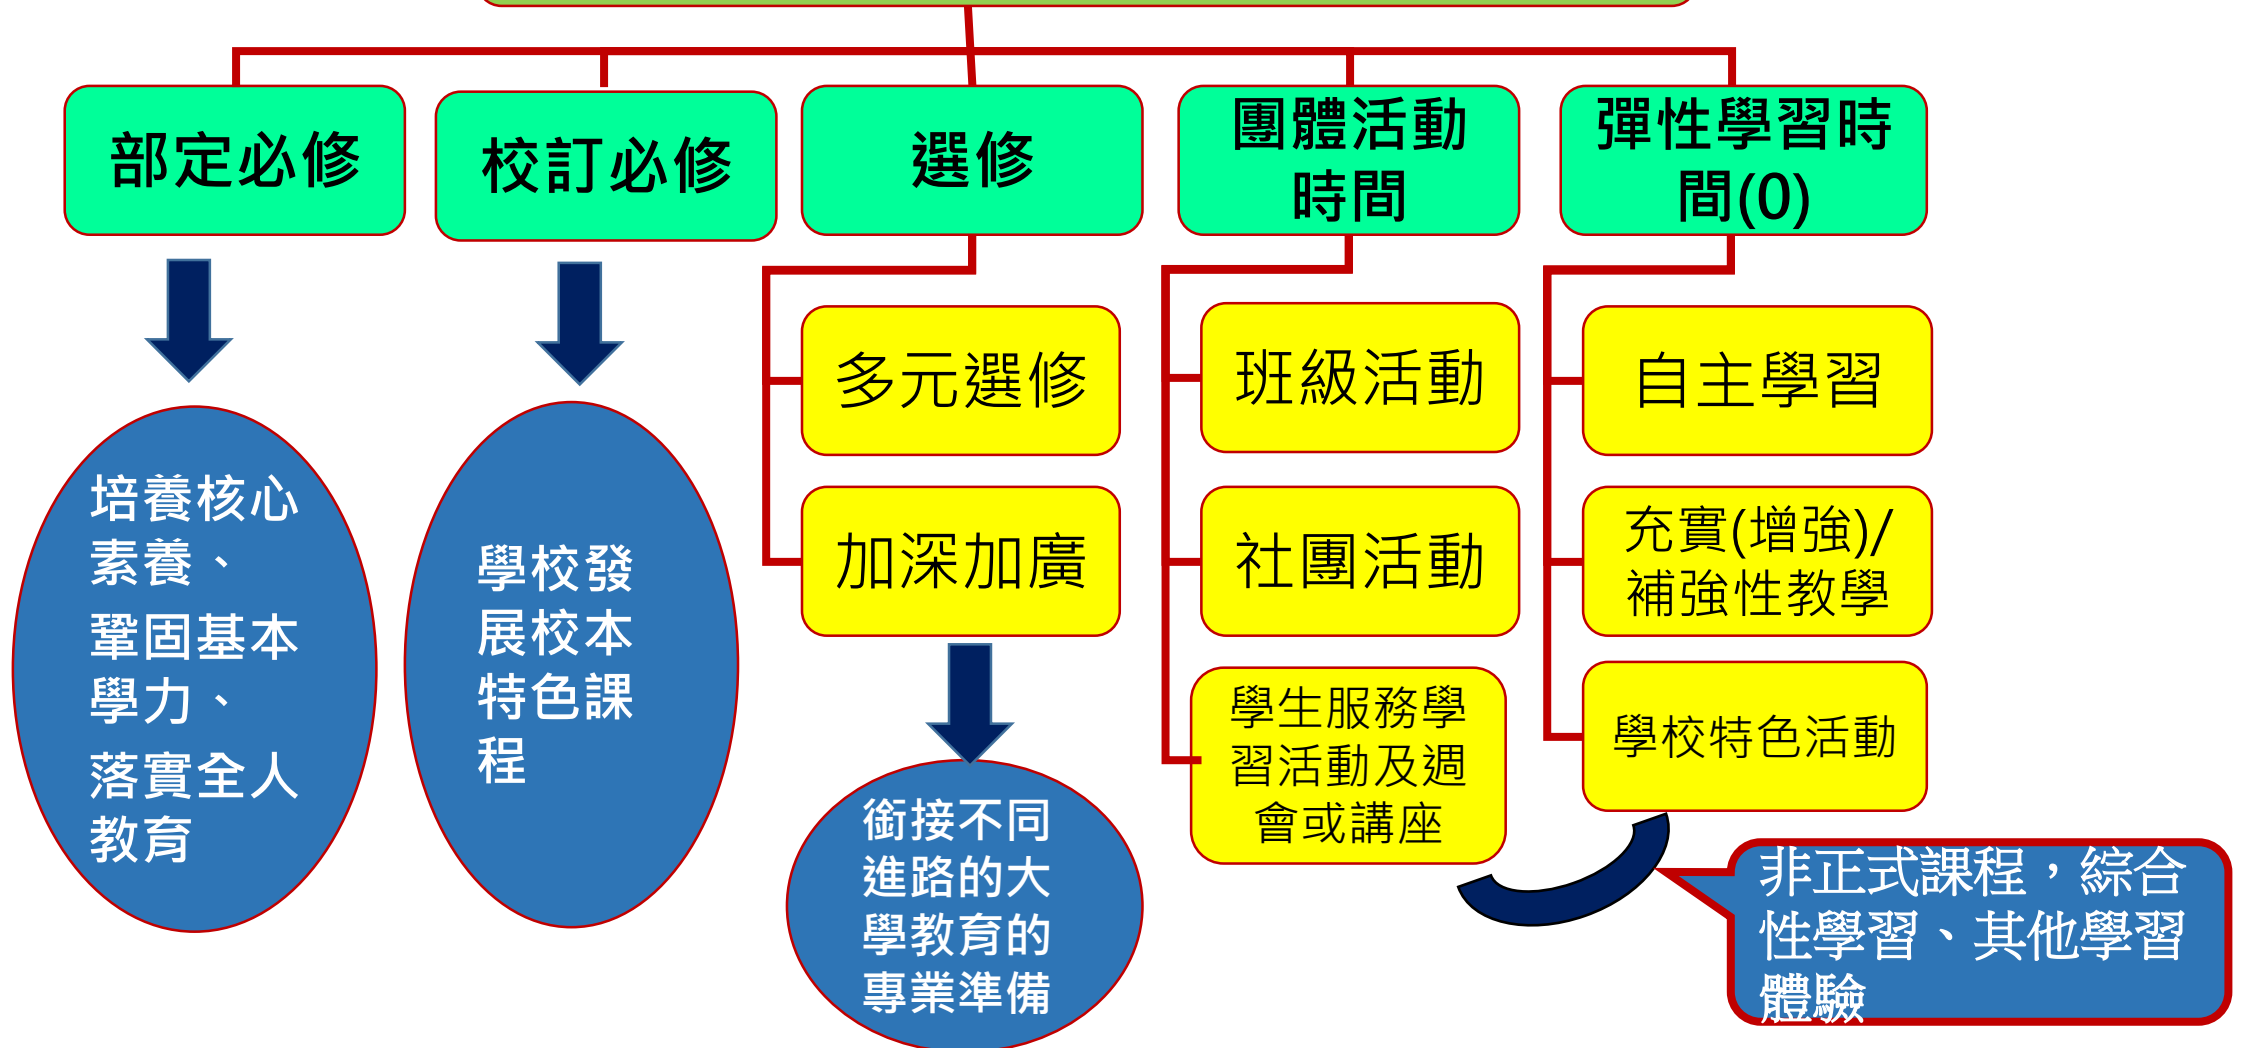 部定必修
校訂必修
選修
團體活動
時間
彈性學習時
間(0)
多元選修
班級活動
自主學習
加深加廣
社團活動
充實(增強)/
補強性教學
學生服務學
習活動及週
會或講座
學校特色活動
培養核心
素養、
鞏固基本
學力、
落實全人
教育
學校發
展校本
特色課
程
銜接不同
進路的大
學教育的
專業準備
非正式課程，綜合
性學習、其他學習
體驗